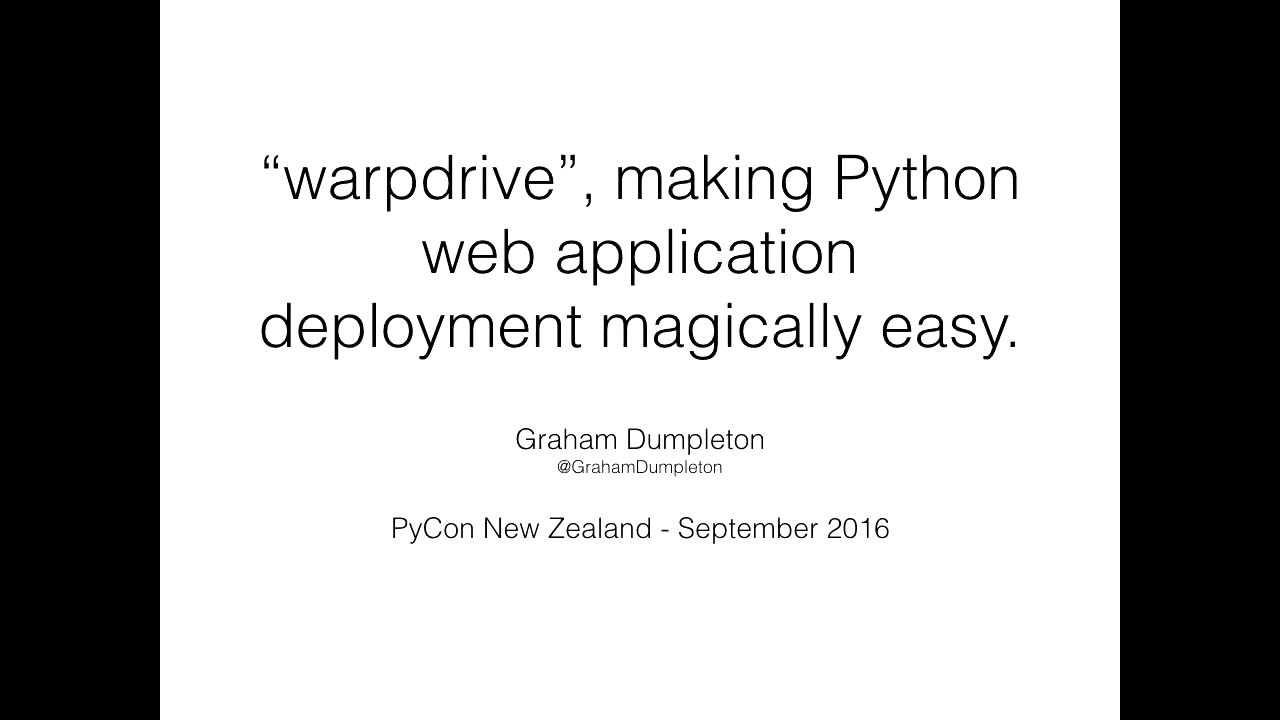 “warpdrive”, making Python
web application
deployment magically easy.
Graham Dumpleton
@GrahamDumpleton
PyCon New Zealand - September 2016